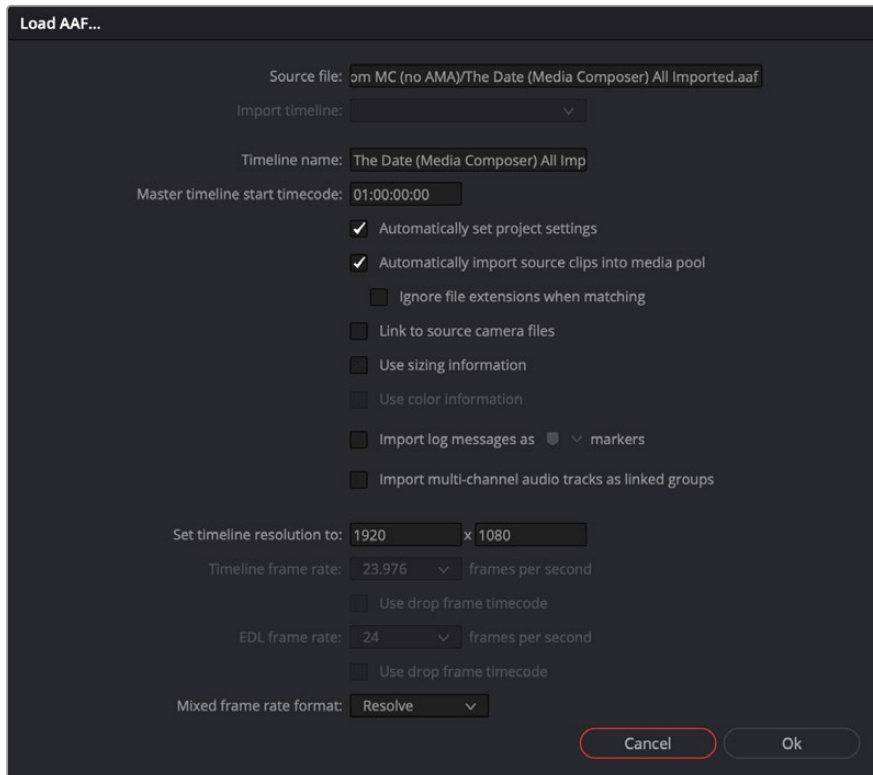 Load AAF...
Source file: om MC (no AMA)/The Date (Media Composer) All Imported.aaf
Import timeline:
Timeline name: The Date (Media Composer) All Imp
Master timeline start timecode: 01:00:00:00
Automatically set project settings
Automatically import source clips into media pool
Ignore file extensions when matching
Link to source camera files
Use sizing information
Use color information
Import log messages as markers
Import multi-channel audio tracks as linked groups
Set timeline resolution to: 1920 x 1080
Timeline frame rate: 23.976 frames per second
Use drop frame timecode
EDL frame rate: 24 frames per second
Use drop frame timecode
Mixed frame rate format: Resolve
Cancel Ok